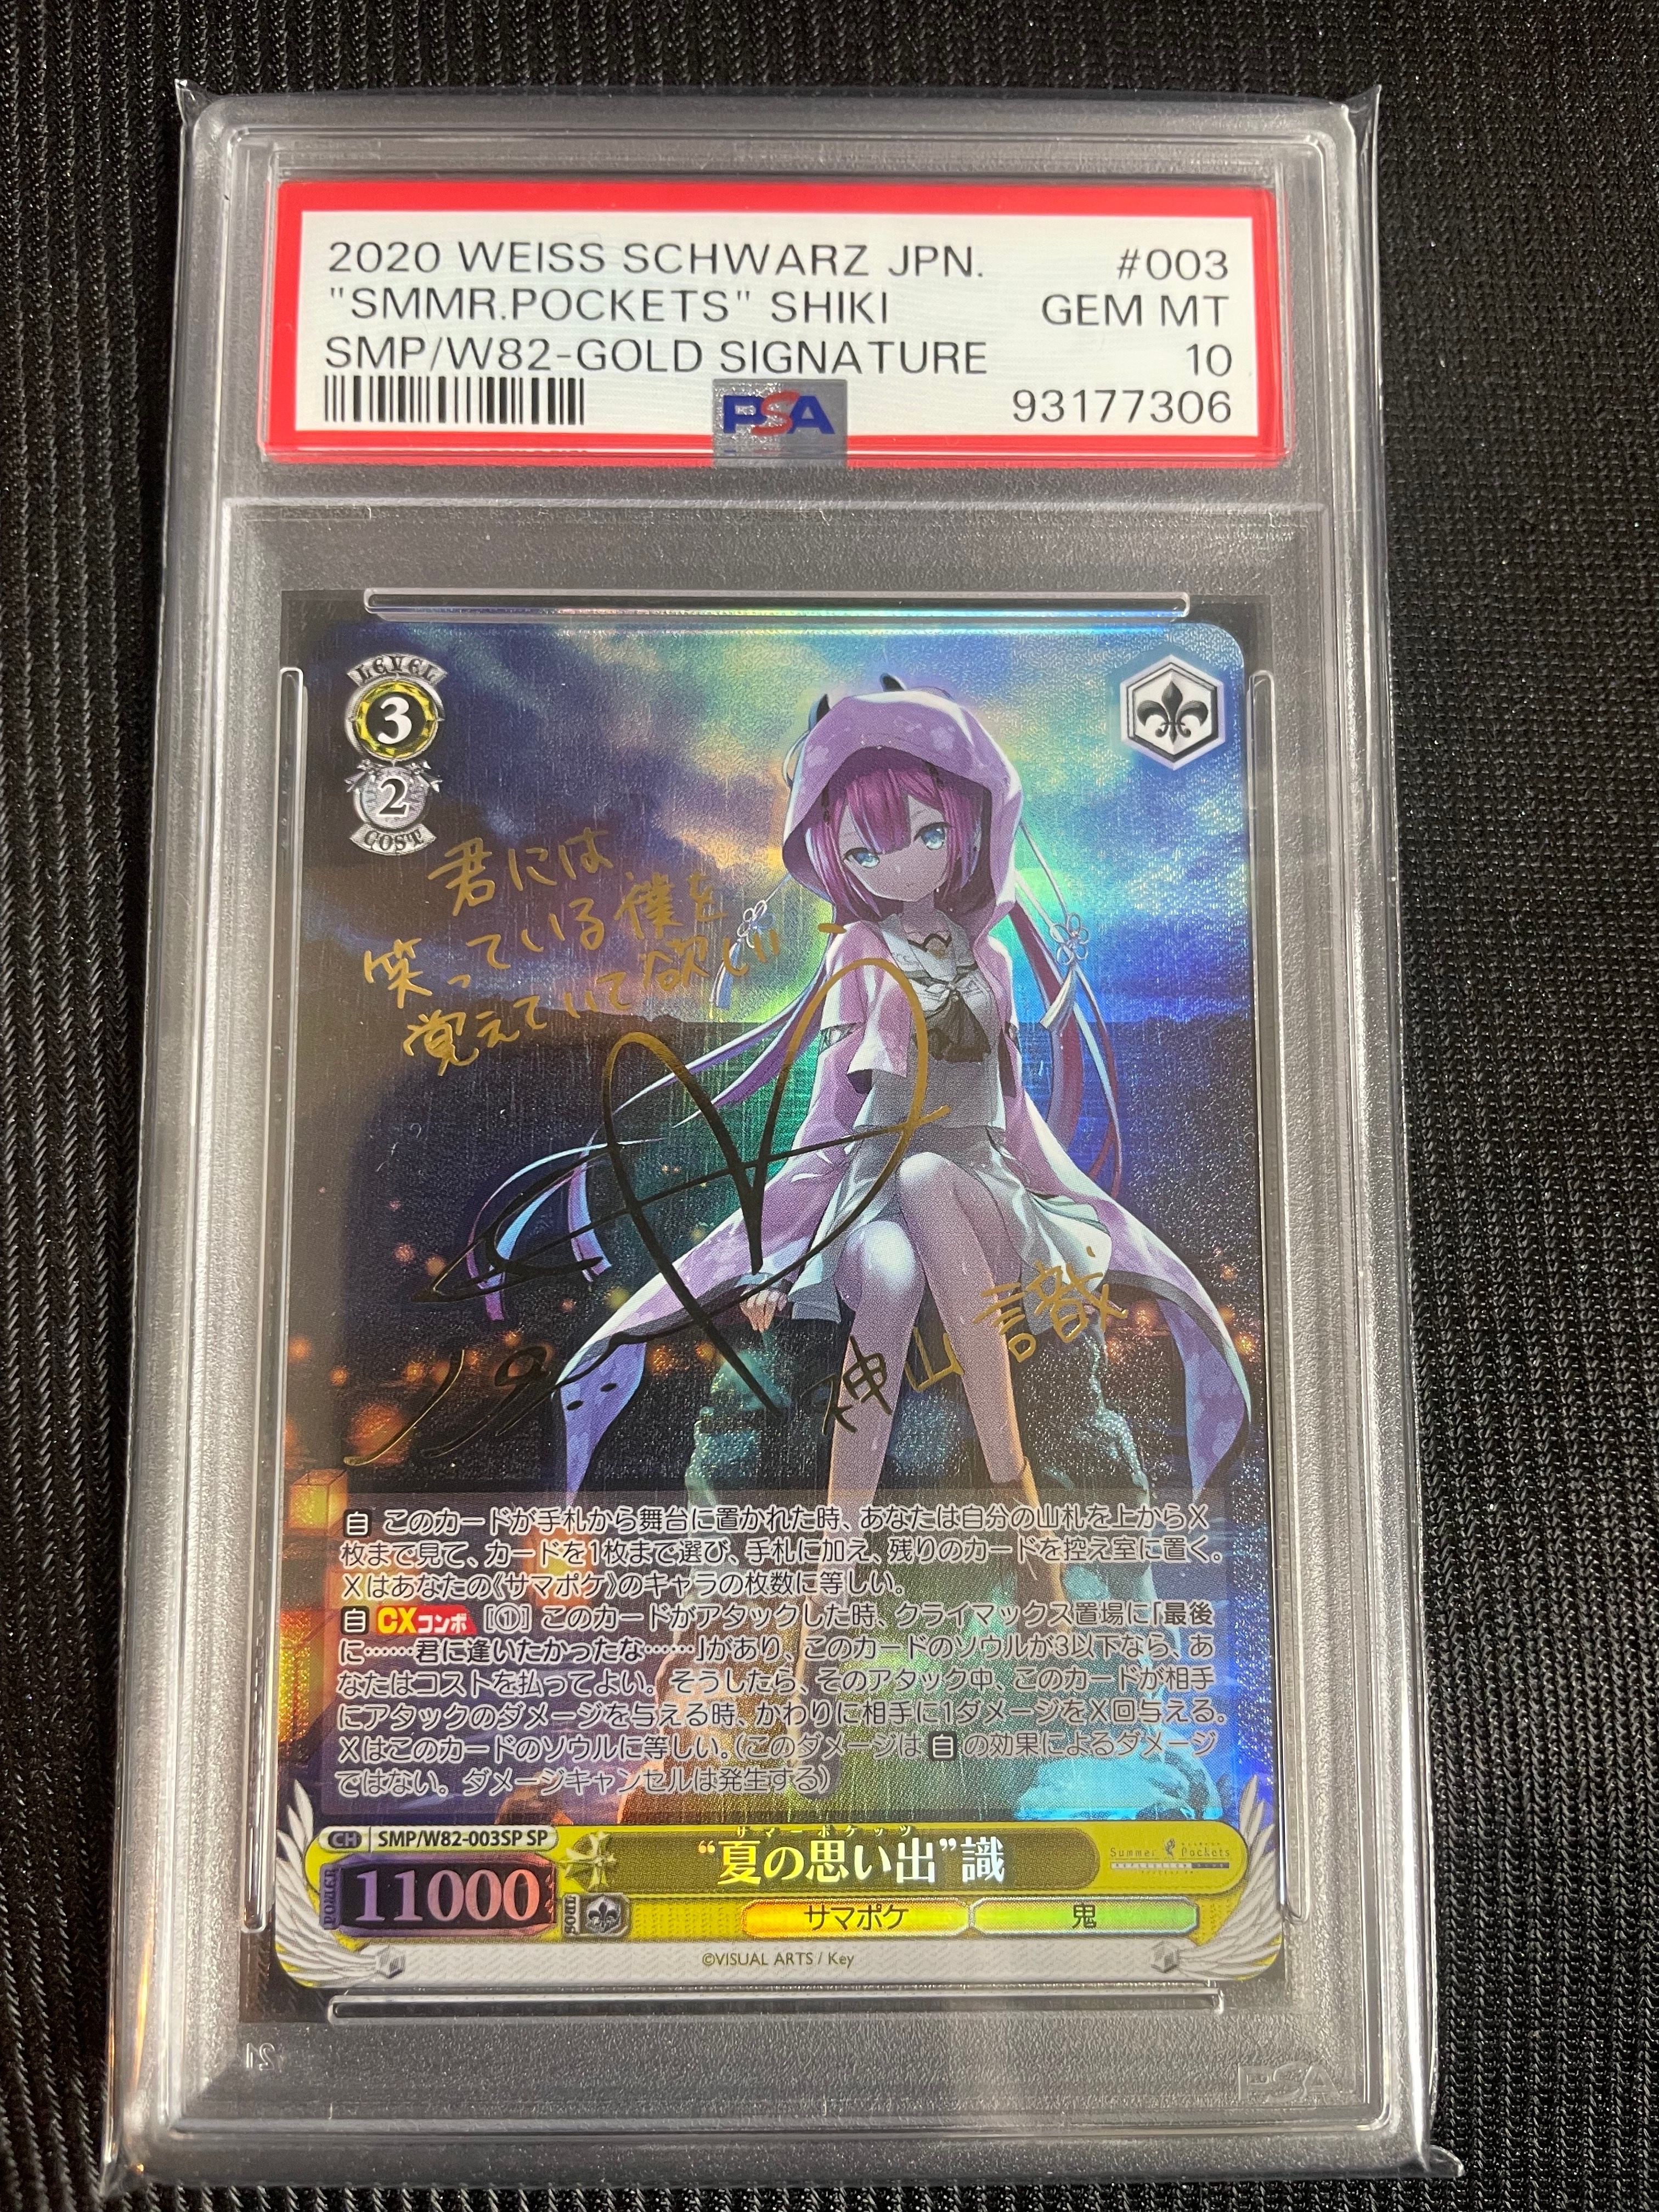 2020 WEISS SCHWARZ JPN. #003
"SMMR.POCKETS" SHIKI GEM MT
SMP/W82-GOLD SIGNATURE 10
PSA 93177306
LEVEL
3
2
COST
君には
笑っている僕を
覚えていて欲しい
神山 識
自 このカードが手札から舞台に置かれた時、あなたは自分の山札を上からX
枚まで見て、カードを1枚まで選び、手札に加え、残りのカードを控え室に置く。
Xはあなたの《サマポケ》のキャラの枚数に等しい。
自 CXコンボ [①] このカードがアタックした時、クライマックス置場に「最後
に……君に逢いたかったな……」があり、このカードのソウルが3以下なら、あ
なたはコストを払ってよい。そうしたら、そのアタック中、このカードが相手
にアタックのダメージを与える時、かわりに相手に1ダメージをX回与える。
Xはこのカードのソウルに等しい。(このダメージは 自 の効果によるダメージ
ではない。ダメージキャンセルは発生する)
CH SMP/W82-003SP SP
サマーポケッツ
“夏の思い出”識
Summer Pockets
REFLECTION BLUE
POWER 11000 SOUL サマポケ 鬼
©VISUAL ARTS / Key
PSA